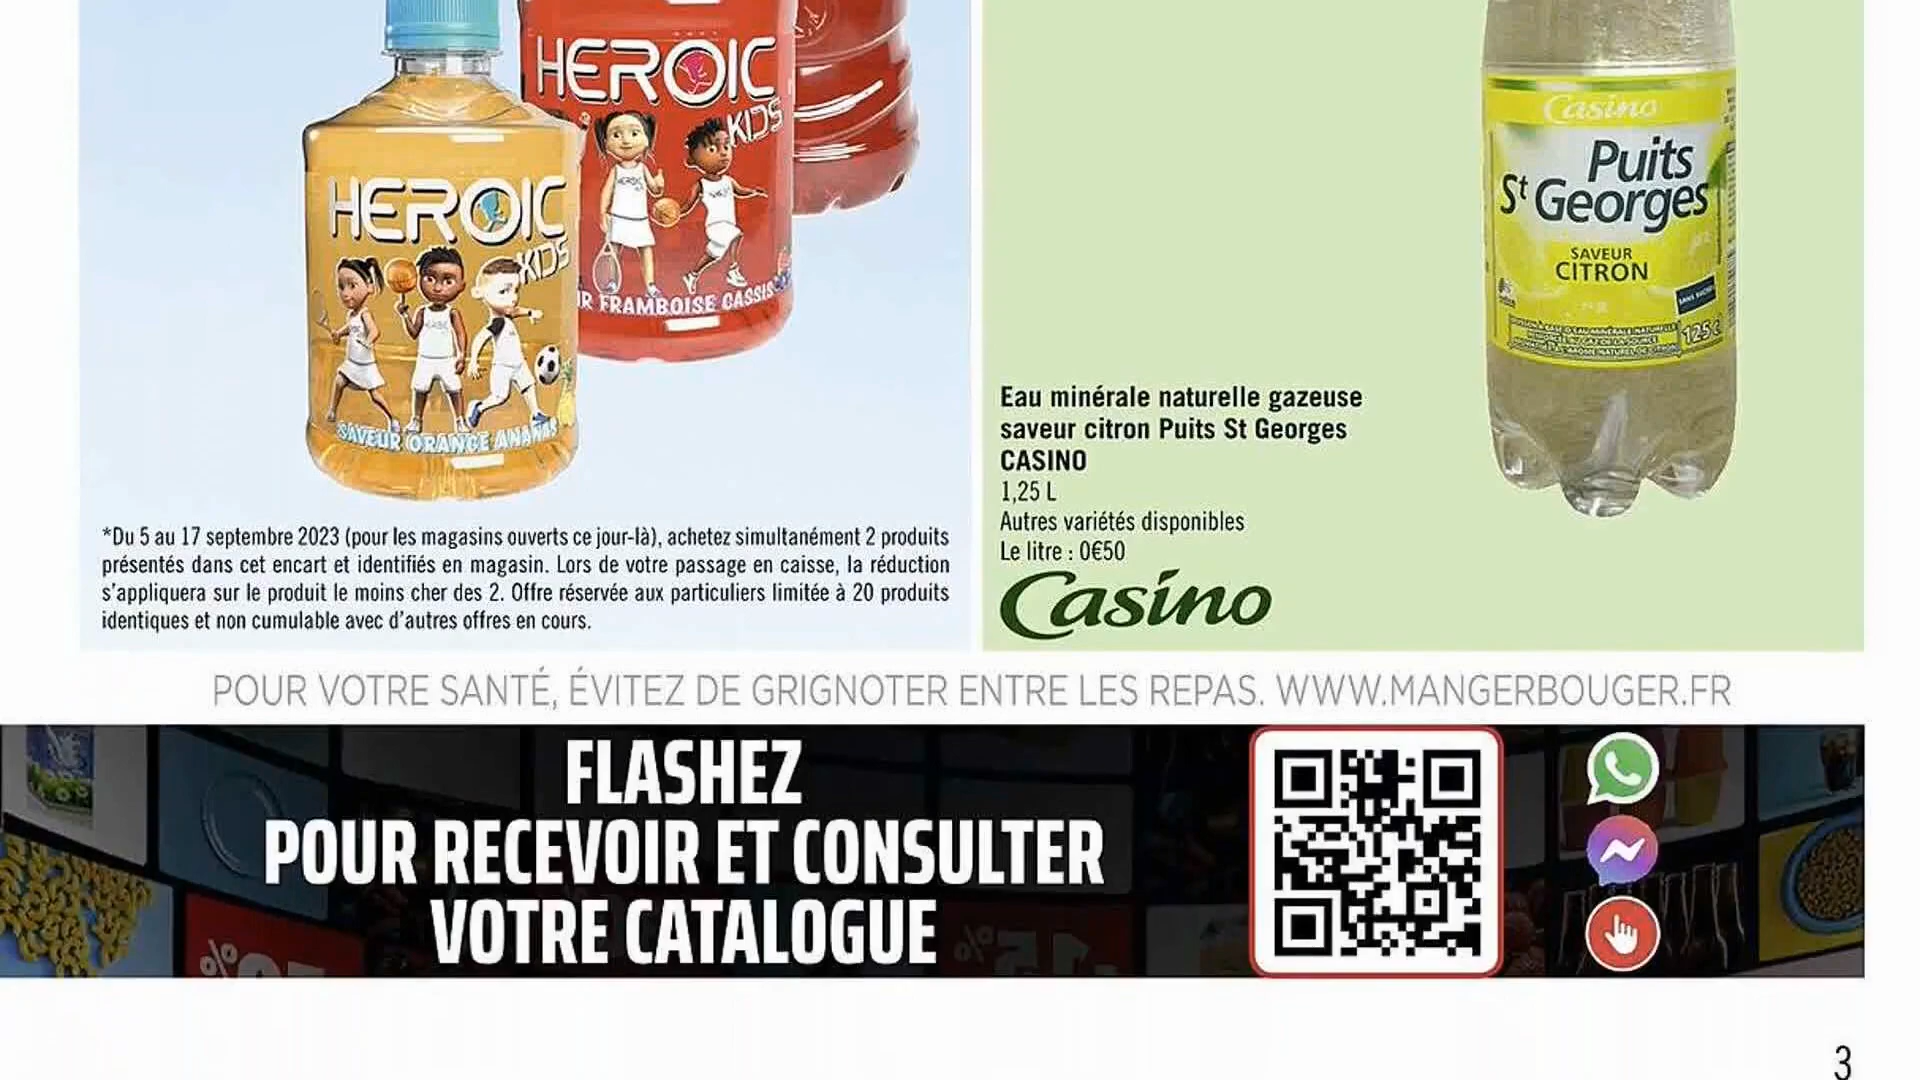 HEROIC
KIDS
FRAMBOISE CASSIS
HEROIC
KIDS
SAVEUR ORANGE ANANAS
*Du 5 au 17 septembre 2023 (pour les magasins ouverts ce jour-là), achetez simultanément 2 produits
présentés dans cet encart et identifiés en magasin. Lors de votre passage en caisse, la réduction
s'appliquera sur le produit le moins cher des 2. Offre réservée aux particuliers limitée à 20 produits
identiques et non cumulable avec d'autres offres en cours.
Casino
Puits
St Georges
SAVEUR
CITRON
SANS SUCRES
125cl
Eau minérale naturelle gazeuse
saveur citron Puits St Georges
CASINO
1,25 L
Autres variétés disponibles
Le litre : 0€50
Casino
POUR VOTRE SANTÉ, ÉVITEZ DE GRIGNOTER ENTRE LES REPAS. WWW.MANGERBOUGER.FR
FLASHEZ
POUR RECEVOIR ET CONSULTER
VOTRE CATALOGUE
3